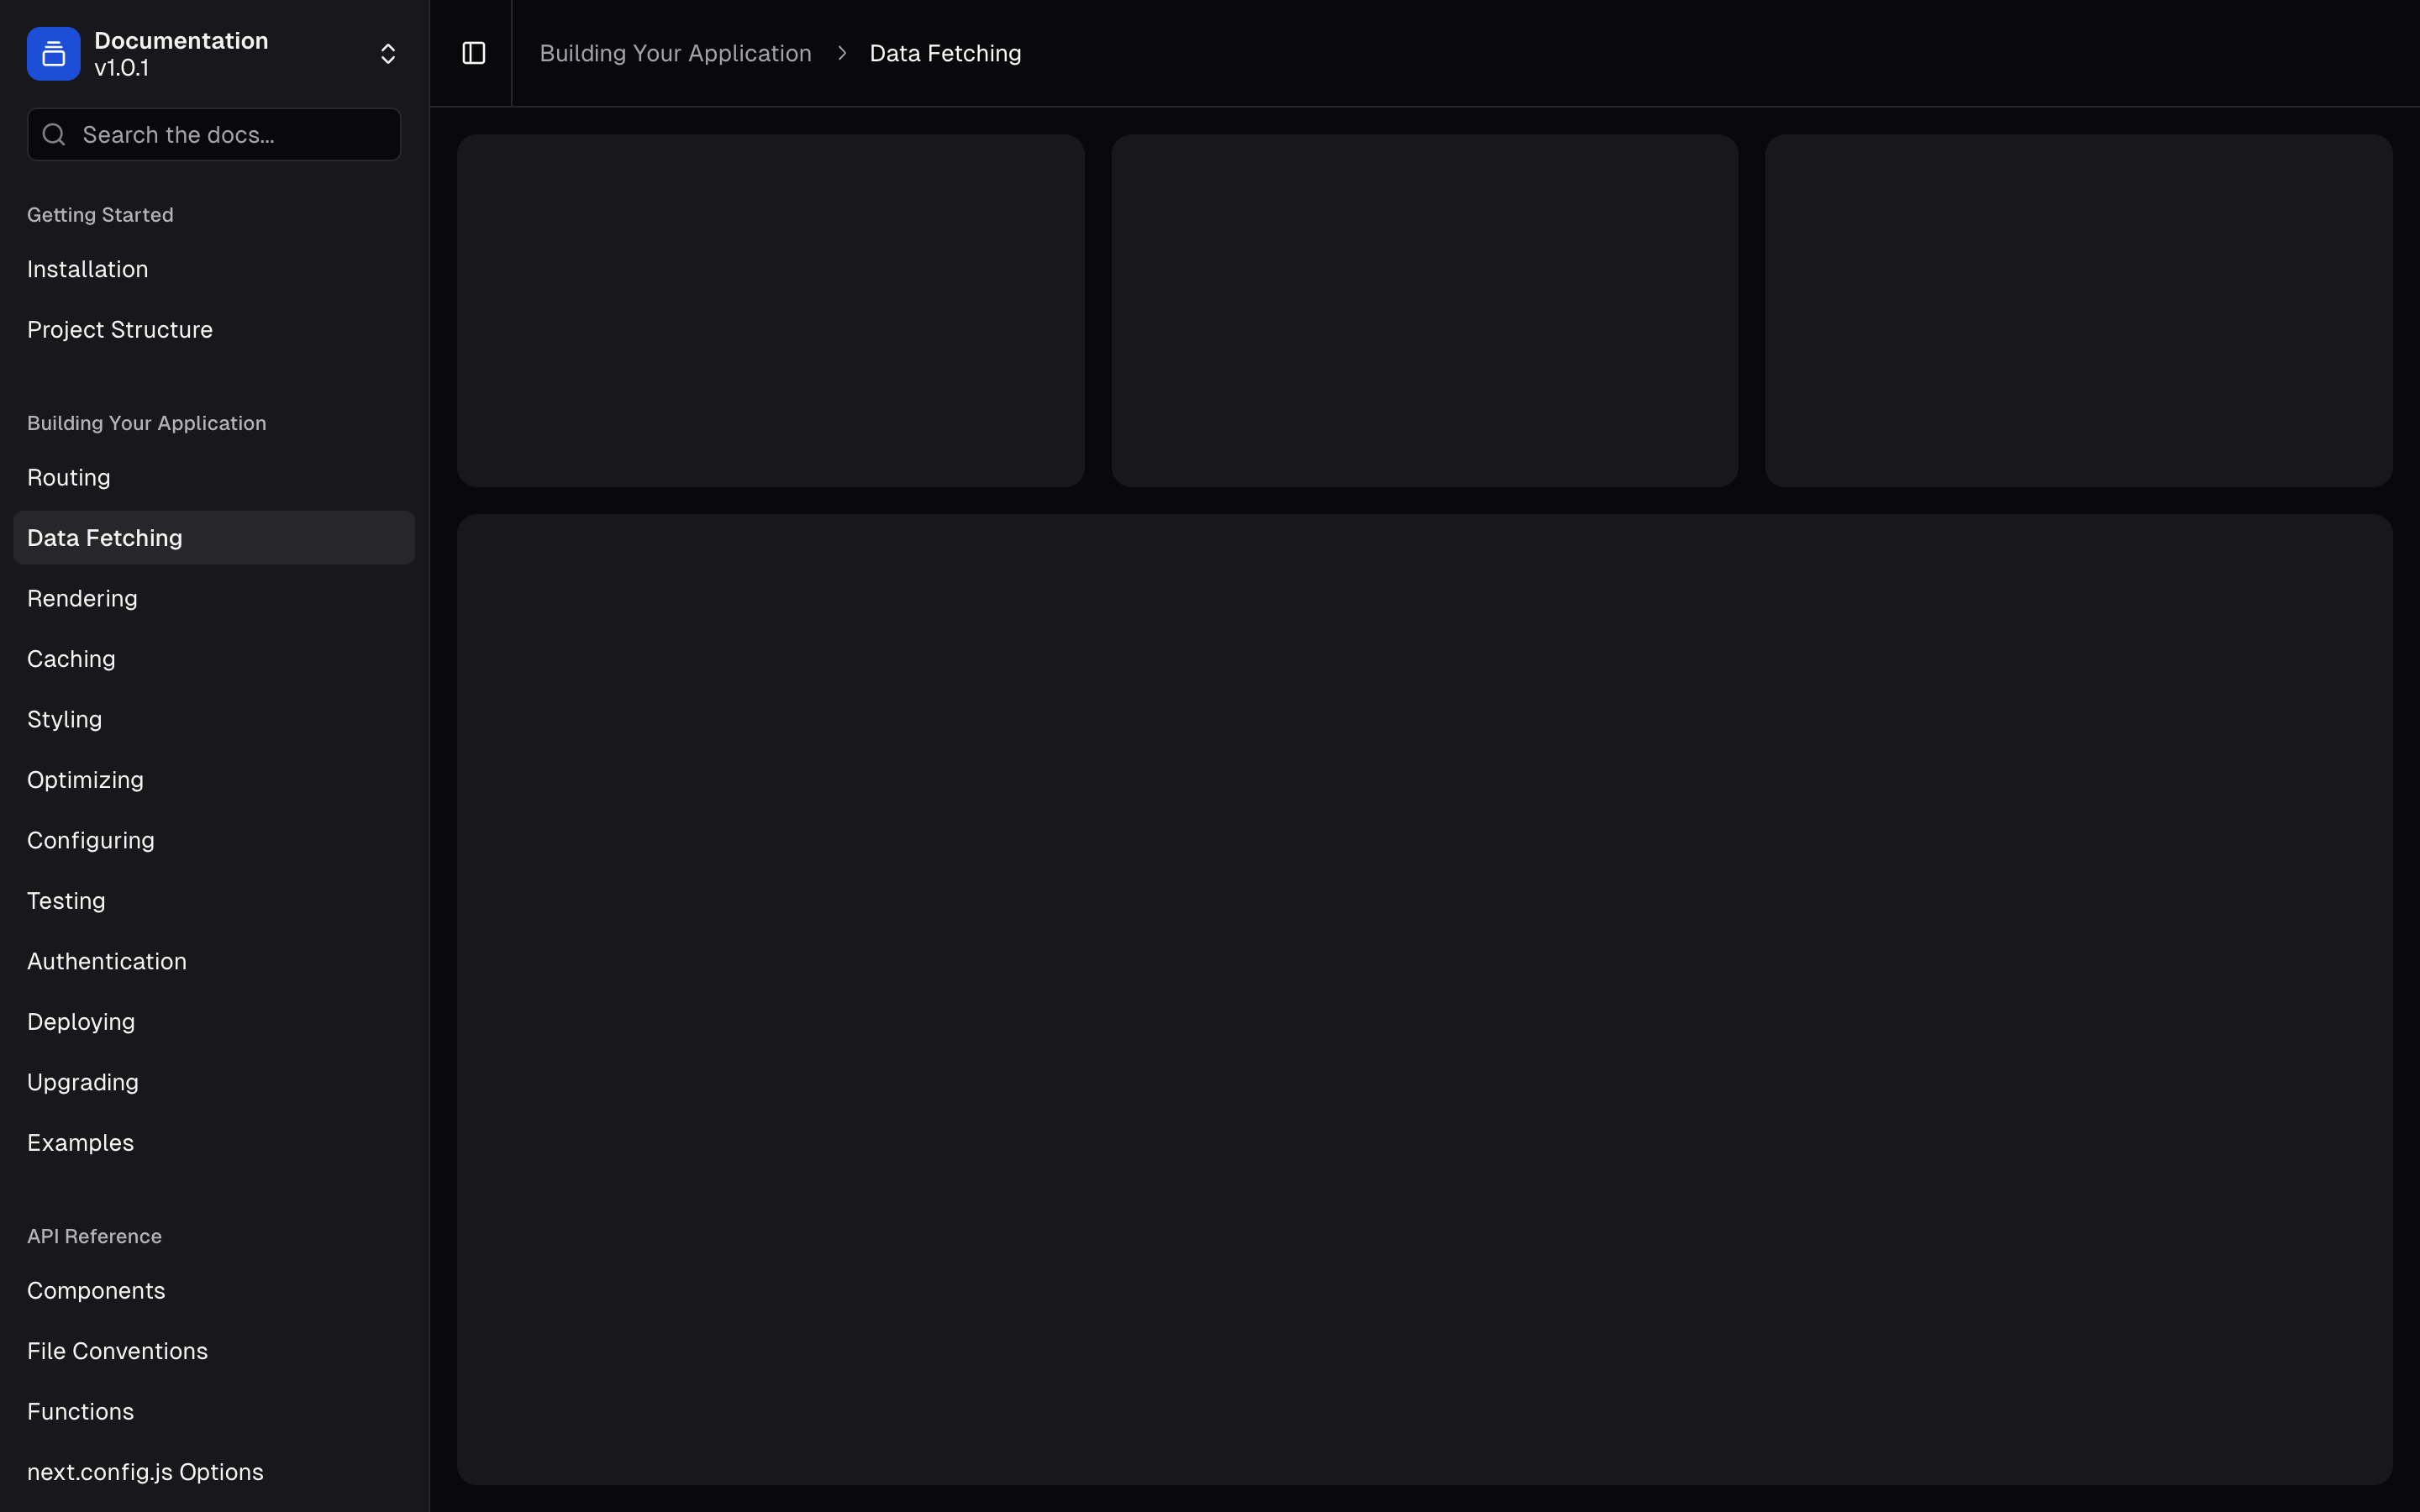 Documentation
v1.0.1
Search the docs...
Getting Started
Installation
Project Structure
Building Your Application
Routing
Data Fetching
Rendering
Caching
Styling
Optimizing
Configuring
Testing
Authentication
Deploying
Upgrading
Examples
API Reference
Components
File Conventions
Functions
next.config.js Options
Building Your Application > Data Fetching